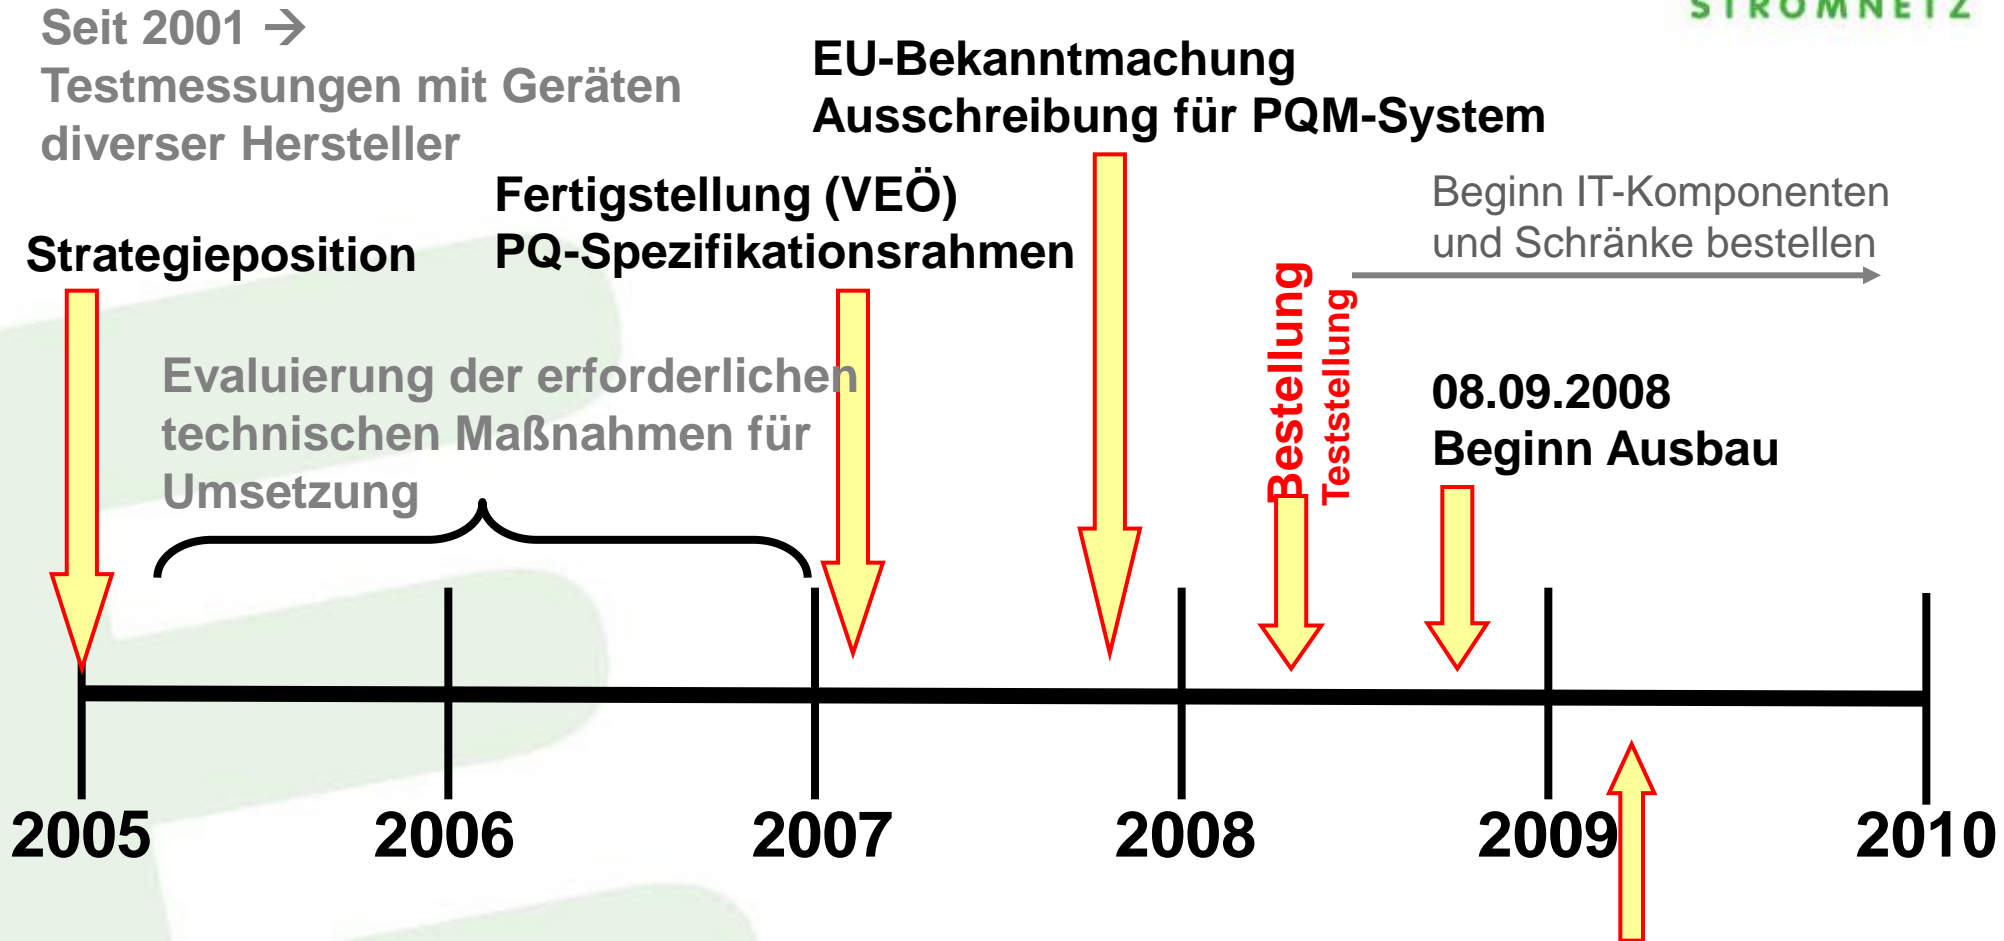 STROMNETZ
Seit 2001 →
Testmessungen mit Geräten
diverser Hersteller
EU-Bekanntmachung
Ausschreibung für PQM-System
Fertigstellung (VEÖ)
PQ-Spezifikationsrahmen
Strategieposition
Beginn IT-Komponenten
und Schränke bestellen
Bestellung
Teststellung
Evaluierung der erforderlichen
technischen Maßnahmen für
Umsetzung
08.09.2008
Beginn Ausbau
2005
2006
2007
2008
2009
2010